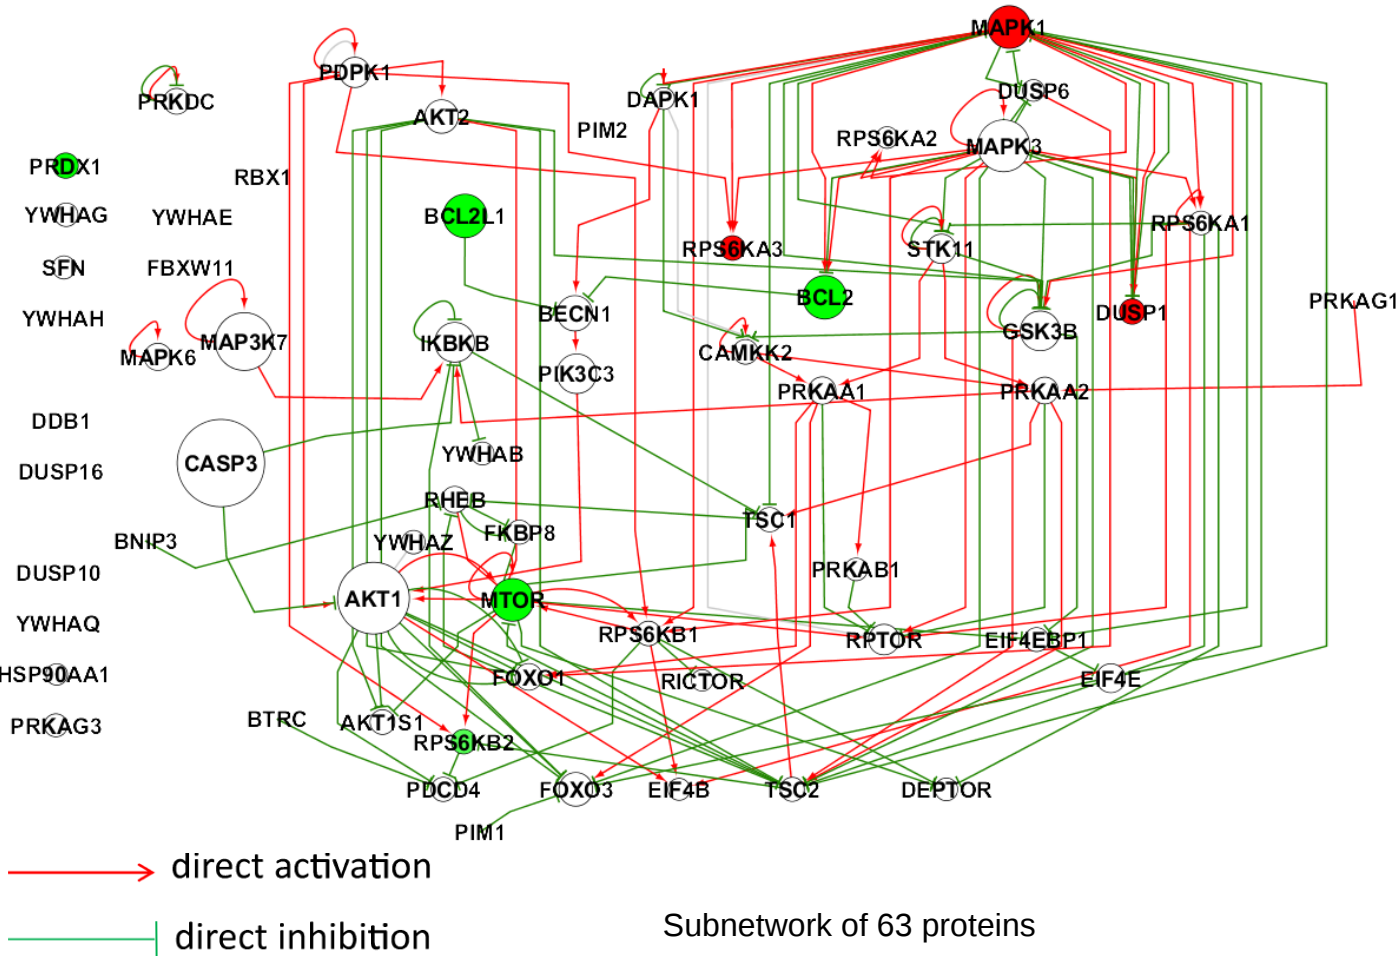 MAPK1
PDPK1
PRKDC
DAPK1
DUSP6
AKT2
PIM2
RPS6KA2
MAPK3
PRDX1
RBX1
YWHAG
YWHAE
BCL2L1
RPS6KA1
RPS6KA3
STK11
SFN
FBXW11
BCL2
PRKAG1
YWHAH
BECN1
DUSP1
MAPK6
MAP3K7
IKBKB
CAMKK2
GSK3B
PIK3C3
PRKAA1
PRKAA2
DDB1
YWHAB
CASP3
DUSP16
RHEB
TSC1
BNIP3
YWHAZ
FKBP8
DUSP10
PRKAB1
AKT1
MTOR
YWHAQ
RPS6KB1
RPTOR
EIF4EBP1
HSP90AA1
FOXO1
RICTOR
EIF4E
PRKAG3
BTRC
AKT1S1
RPS6KB2
PDCD4
FOXO3
EIF4B
TSC2
DEPTOR
PIM1
direct activation
direct inhibition
Subnetwork of 63 proteins